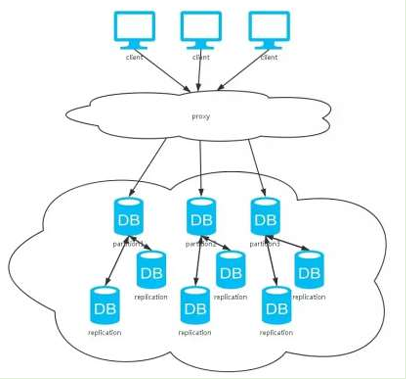 client
client
client
proxy
DB
DB
DB
partition1
partition2
partition3
DB
DB
DB
replication
replication
replication
DB
DB
DB
replication
replication
replication